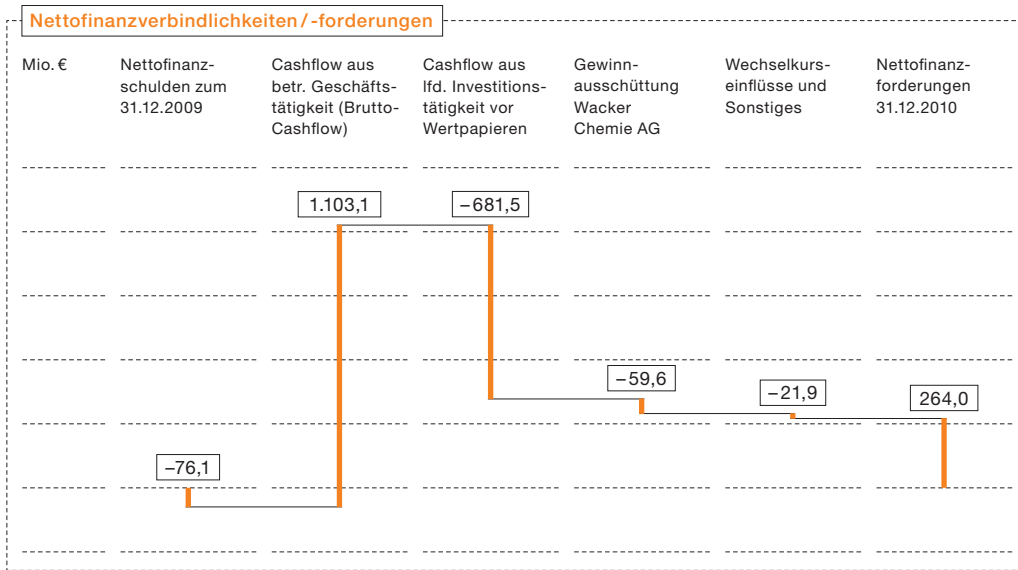 Nettofinanzverbindlichkeiten / -forderungen
Mio. €
Nettofinanz-
schulden zum
31.12.2009
Cashflow aus
betr. Geschäfts-
tätigkeit (Brutto-
Cashflow)
Cashflow aus
lfd. Investitions-
tätigkeit vor
Wertpapieren
Gewinn-
ausschüttung
Wacker
Chemie AG
Wechselkurs-
einflüsse und
Sonstiges
Nettofinanz-
forderungen
31.12.2010
1.103,1
–681,5
–59,6
–21,9
264,0
–76,1